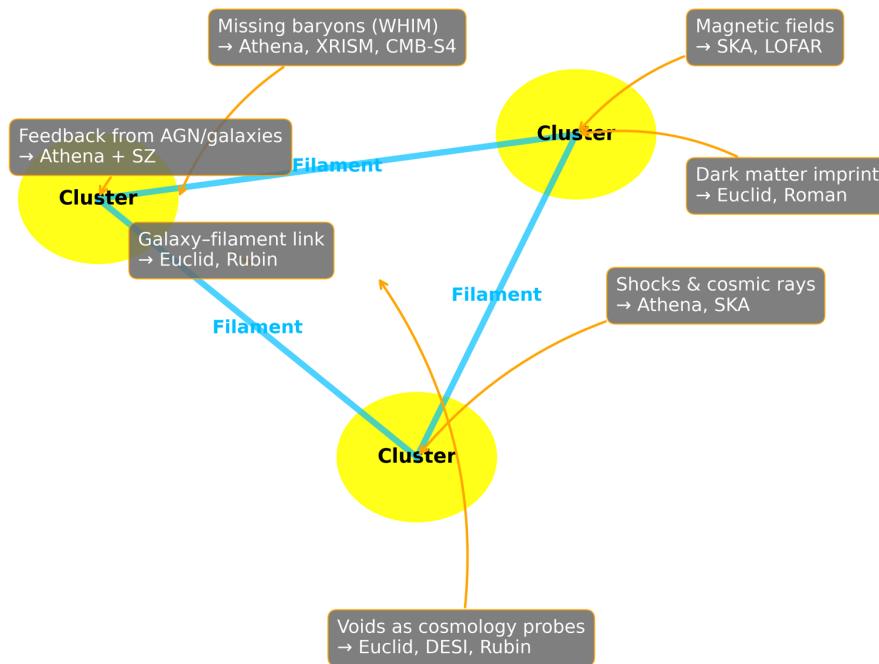 Missing baryons (WHIM)
→ Athena, XRISM, CMB-S4
Magnetic fields
→ SKA, LOFAR
Feedback from AGN/galaxies
→ Athena + SZ
Cluster
Filament
Dark matter imprint
→ Euclid, Roman
Cluster
Galaxy–filament link
→ Euclid, Rubin
Shocks & cosmic rays
→ Athena, SKA
Filament
Filament
Cluster
Voids as cosmology probes
→ Euclid, DESI, Rubin